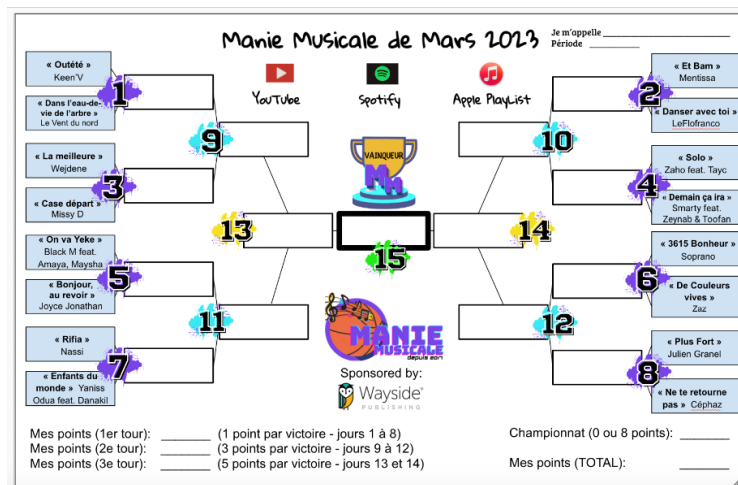 Manie Musicale de Mars 2023
Je m'appelle
Période
YouTube
Spotify
Apple PlayList
« Outété »
Keen'V
1
« Dans l'eau-de-
vie de l'arbre »
Le Vent du nord
9
« La meilleure »
Wejdene
3
« Case départ »
Missy D
13
« On va Yeke »
Black M feat.
Amaya, Maysha
5
« Bonjour,
au revoir »
Joyce Jonathan
11
« Rifia »
Nassi
7
« Enfants du
monde » Yaniss
Odua feat. Danakil
VAINQUEUR
MM
15
MANIE
MUSICALE
depuis 2017
Sponsored by:
Wayside®
PUBLISHING
« Et Bam »
Mentissa
2
« Danser avec toi »
LeFlofranco
10
« Solo »
Zaho feat. Tayc
4
« Demain ça ira »
Smarty feat.
Zeynab & Toofan
14
« 3615 Bonheur »
Soprano
6
« De Couleurs
vives »
Zaz
12
« Plus Fort »
Julien Granel
8
« Ne te retourne
pas » Céphaz
Mes points (1er tour): _______ (1 point par victoire - jours 1 à 8)
Mes points (2e tour): _______ (3 points par victoire - jours 9 à 12)
Mes points (3e tour): _______ (5 points par victoire - jours 13 et 14)
Championnat (0 ou 8 points): _______
Mes points (TOTAL): _______